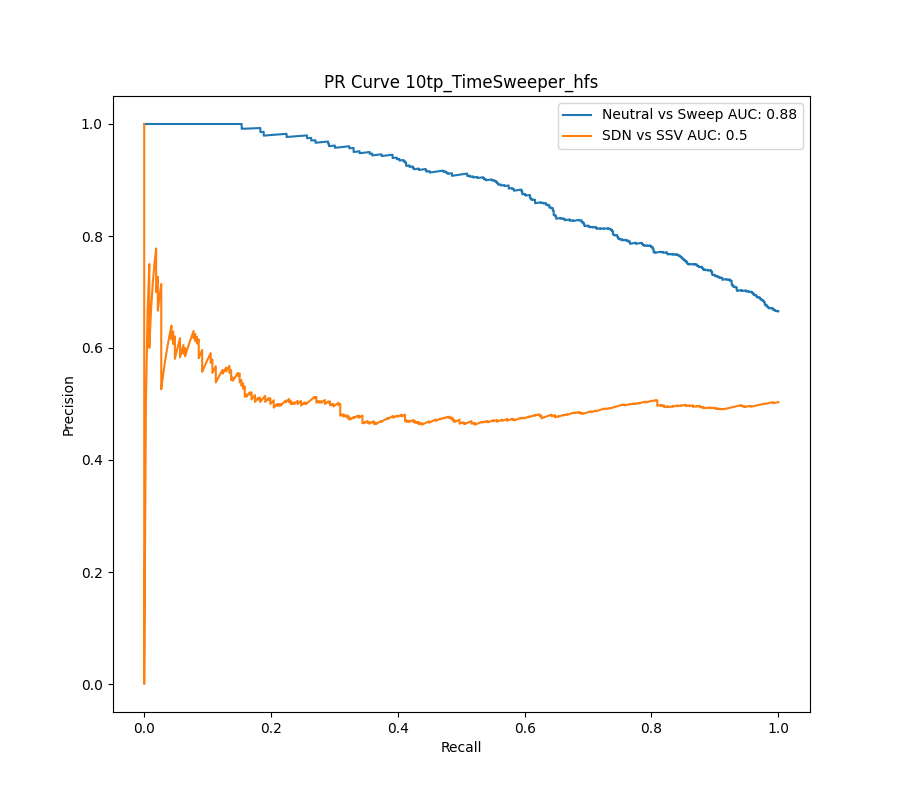 PR Curve 10tp_TimeSweeper_hfs
Neutral vs Sweep AUC: 0.88
SDN vs SSV AUC: 0.5
1.0
0.8
0.6
0.4
0.2
0.0
Precision
0.0 0.2 0.4 0.6 0.8 1.0
Recall